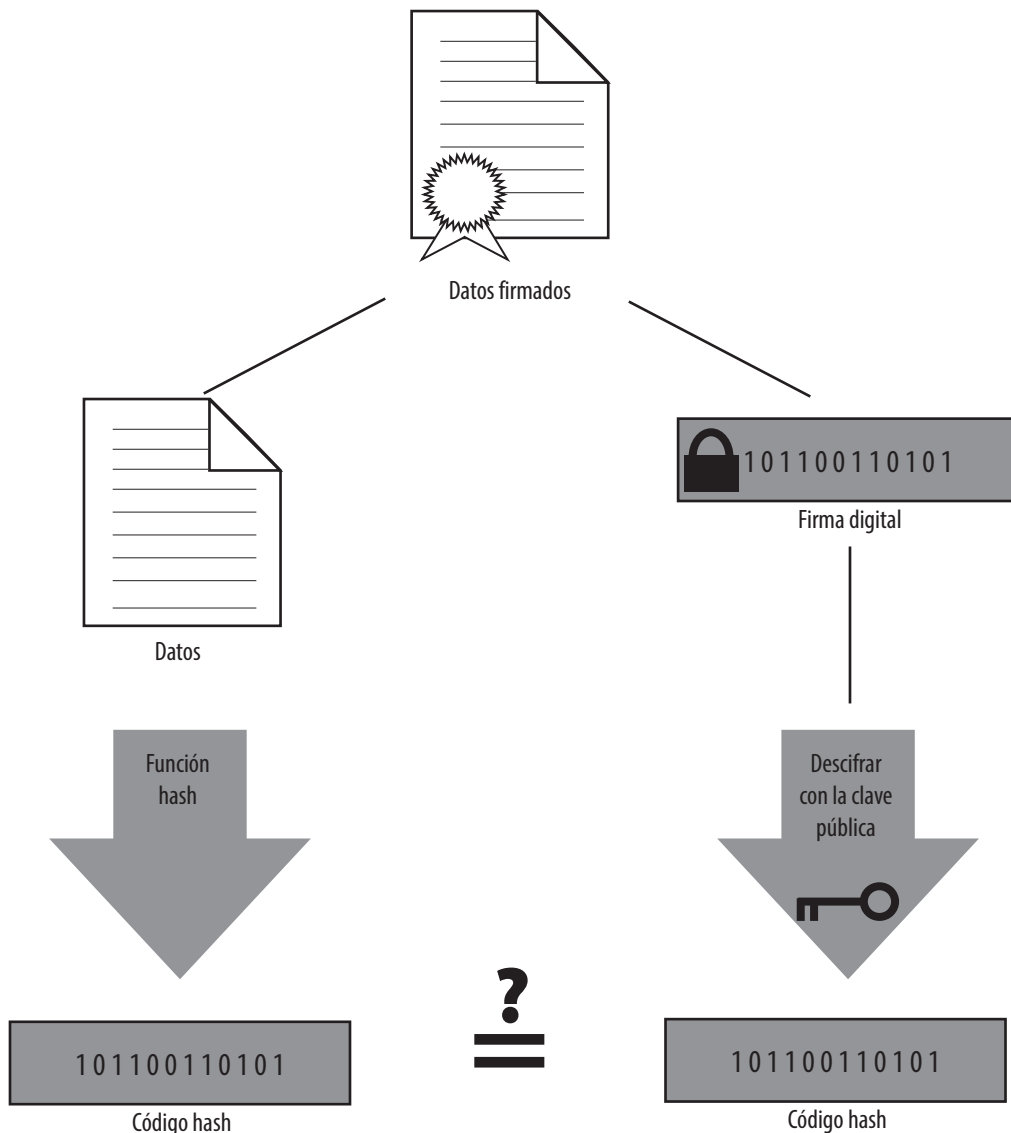 Datos firmados
101100110101
Firma digital
Datos
Función
hash
Descifrar
con la clave
pública
?
=
101100110101
Código hash
101100110101
Código hash